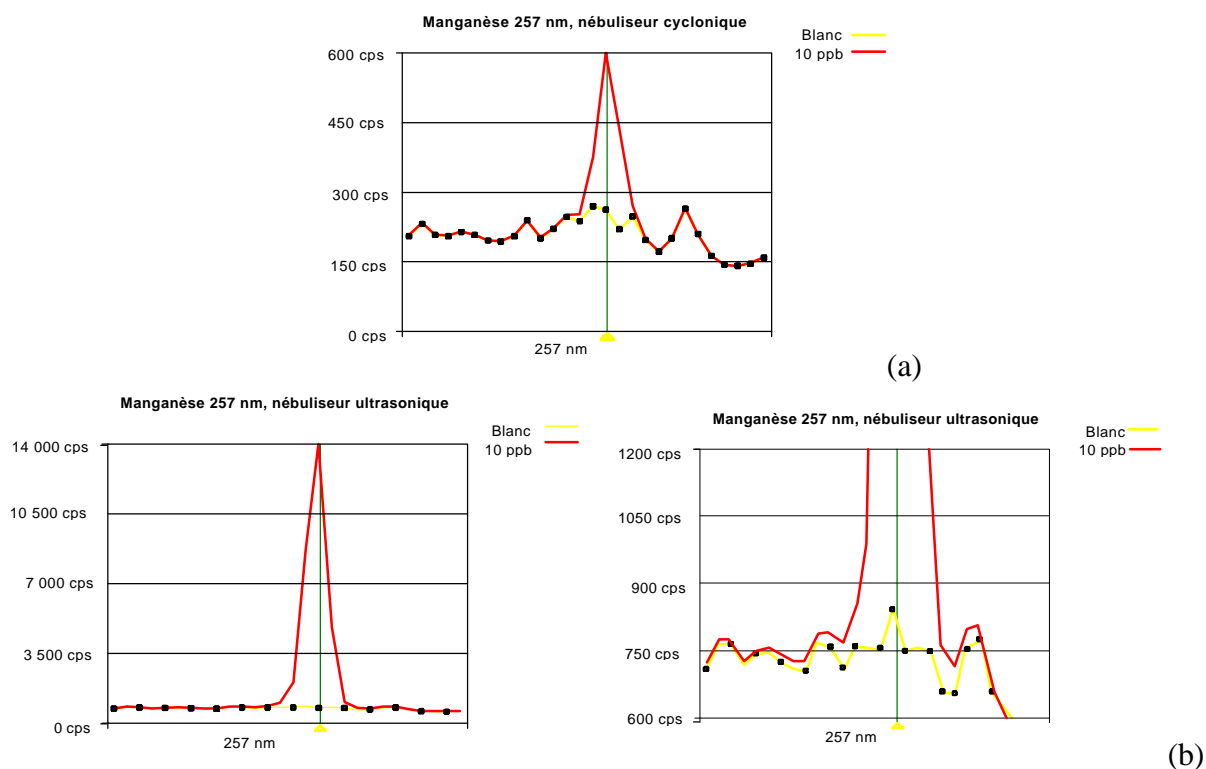 Manganèse 257 nm, nébuliseur cyclonique
Blanc
10 ppb
600 cps
450 cps
300 cps
150 cps
0 cps
257 nm
(a)
Manganèse 257 nm, nébuliseur ultrasonique
Blanc
10 ppb
14 000 cps
10 500 cps
7 000 cps
3 500 cps
0 cps
257 nm
Manganèse 257 nm, nébuliseur ultrasonique
Blanc
10 ppb
1200 cps
1050 cps
900 cps
750 cps
600 cps
257 nm
(b)